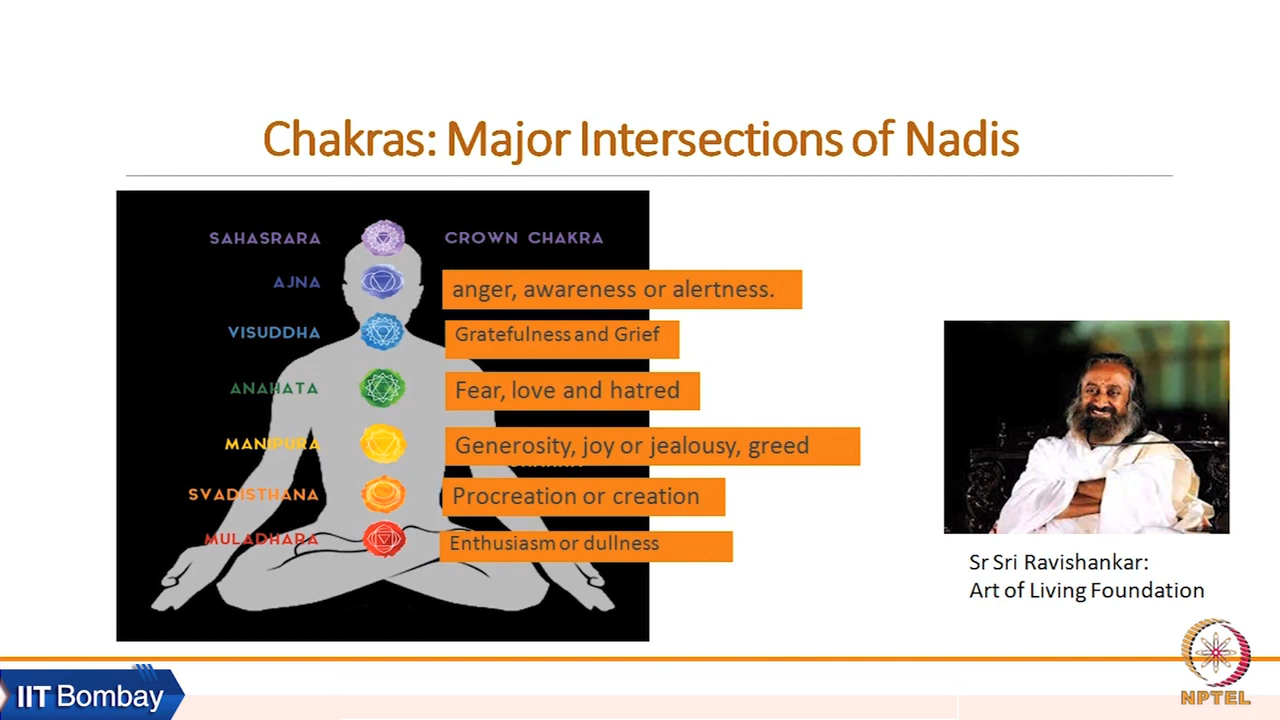 Chakras: Major Intersections of Nadis
SAHASRARA
CROWN CHAKRA
AJNA
anger, awareness or alertness.
VISUDDHA
Gratefulness and Grief
ANAHATA
Fear, love and hatred
MANIPURA
Generosity, joy or jealousy, greed
SVADISTHANA
Procreation or creation
MULADHARA
Enthusiasm or dullness
Sr Sri Ravishankar:
Art of Living Foundation
IIT Bombay
NPTEL